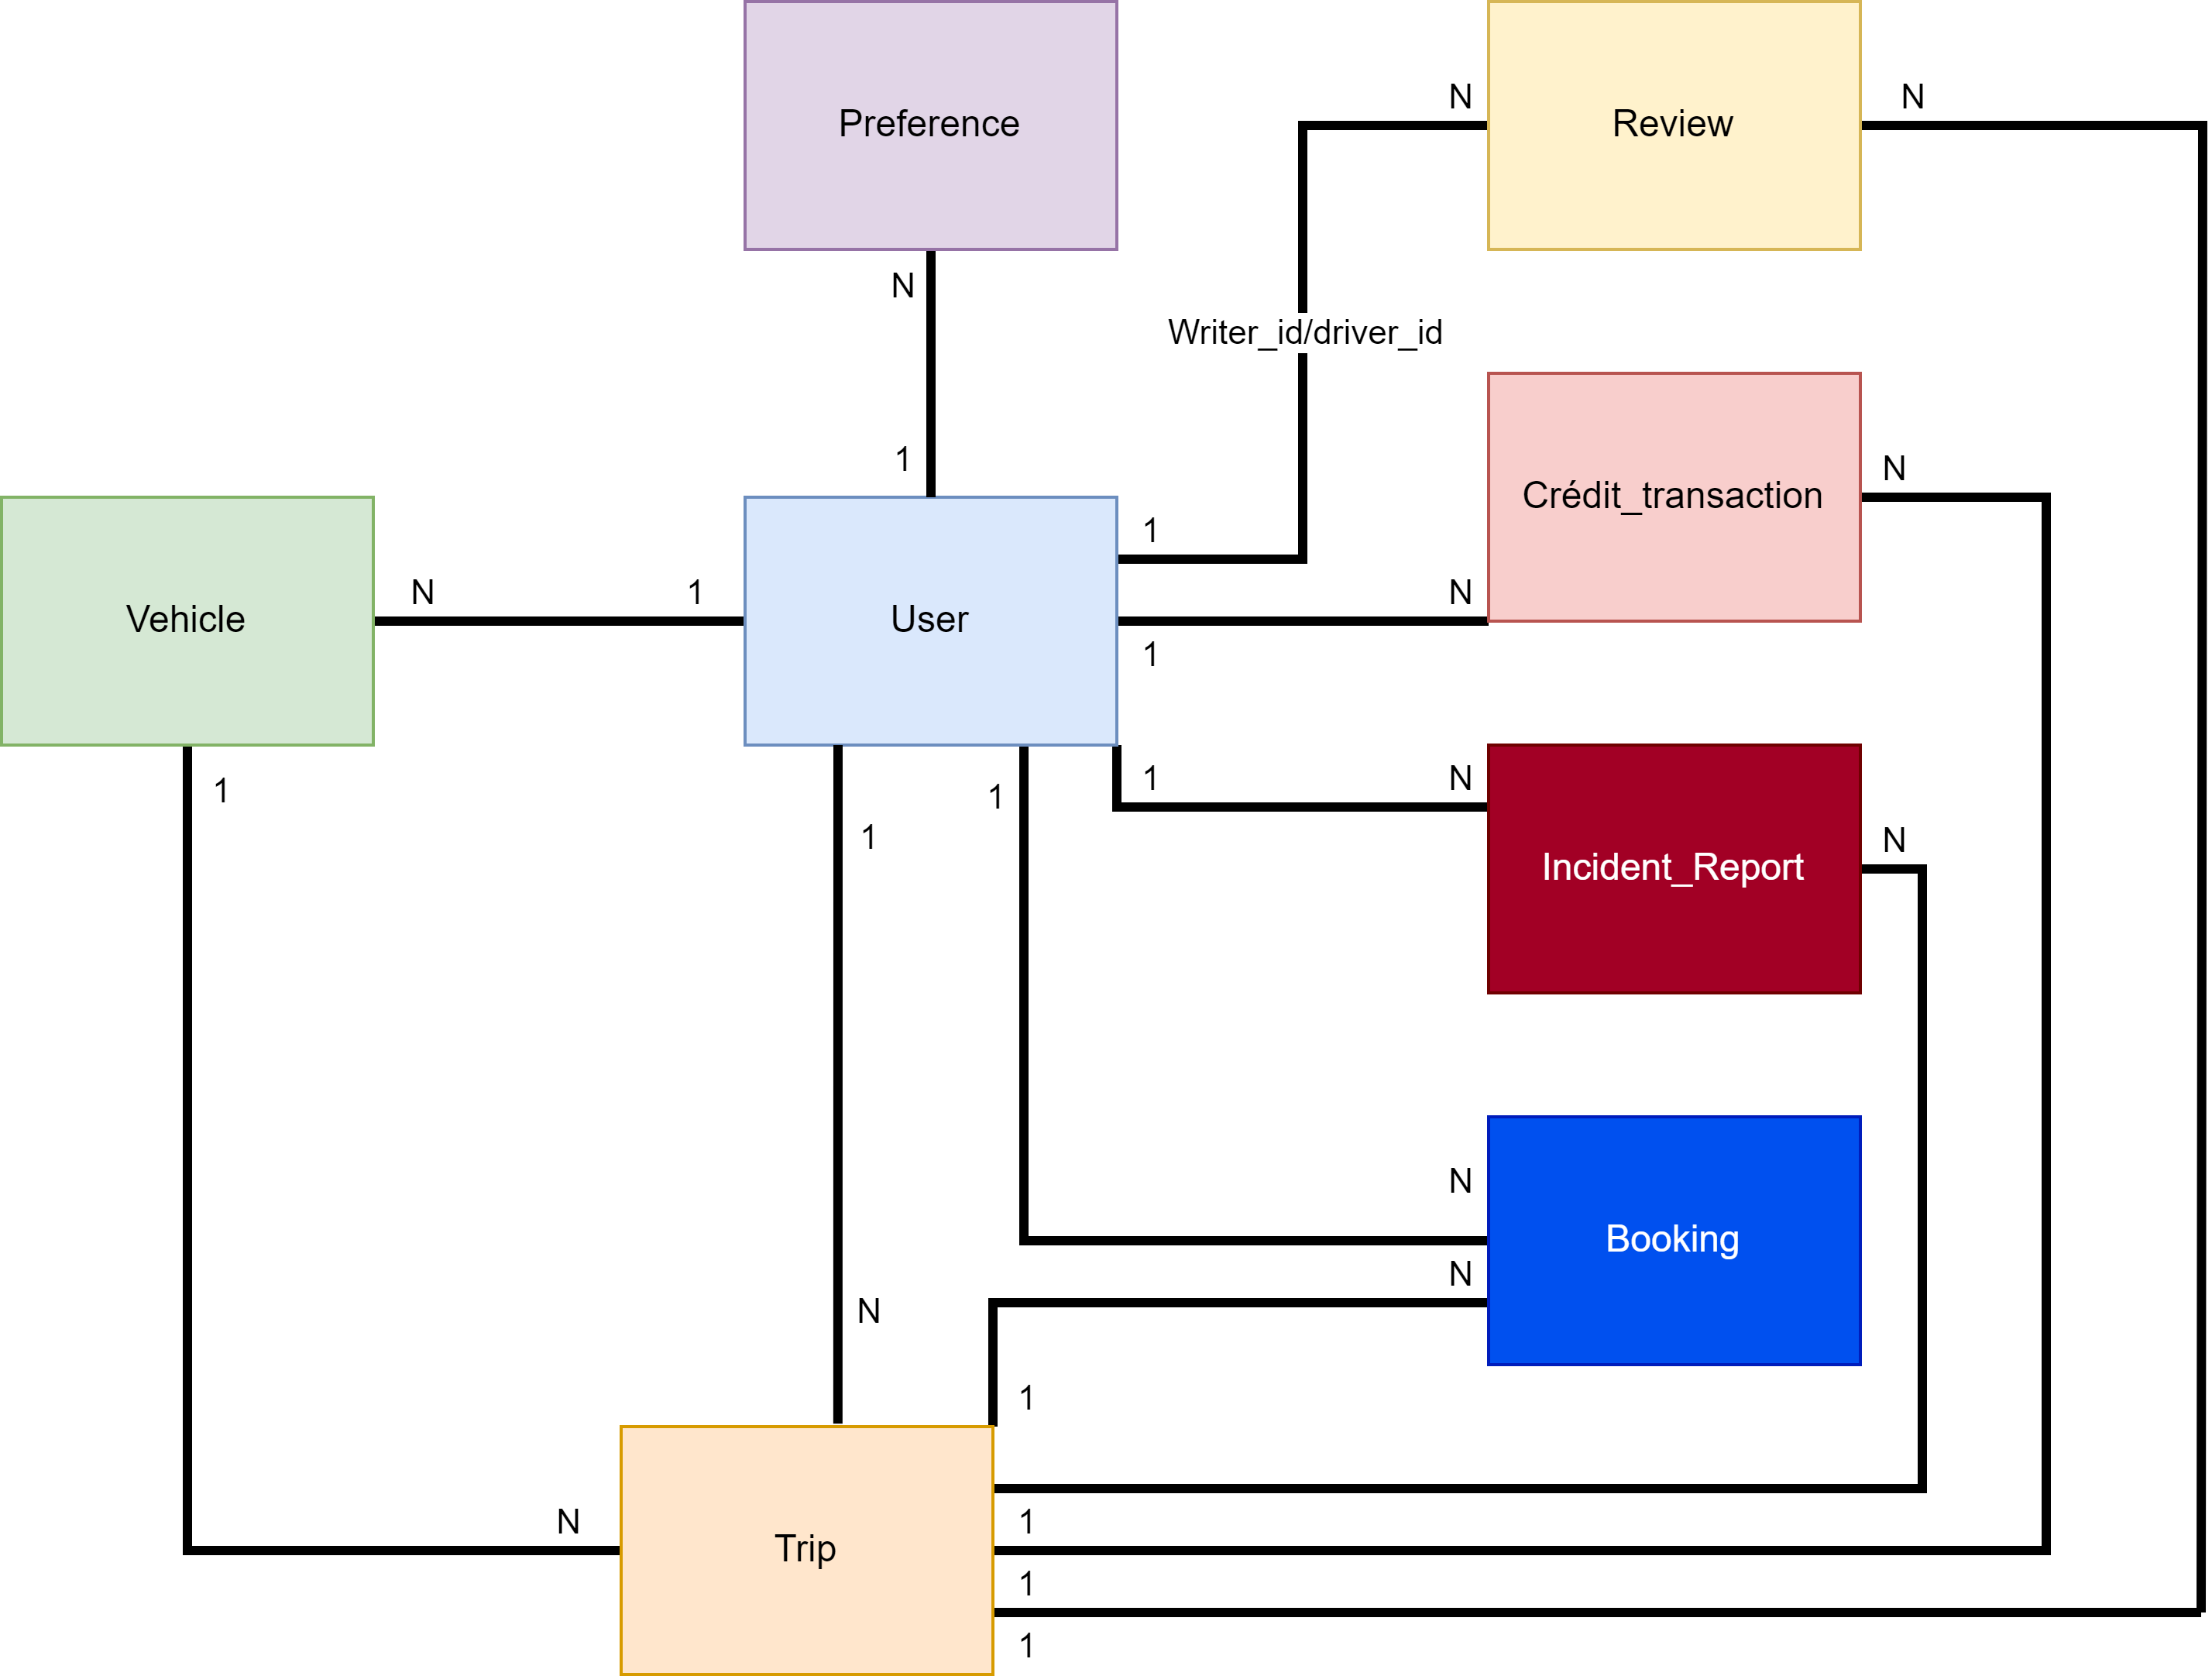 Preference
Review
N
N
N
Writer_id/driver_id
1
Crédit_transaction
N
1
N
1
N
Vehicle
User
1
1
N
1
1
1
N
Incident_Report
N
Booking
N
N
1
N
1
Trip
1
1